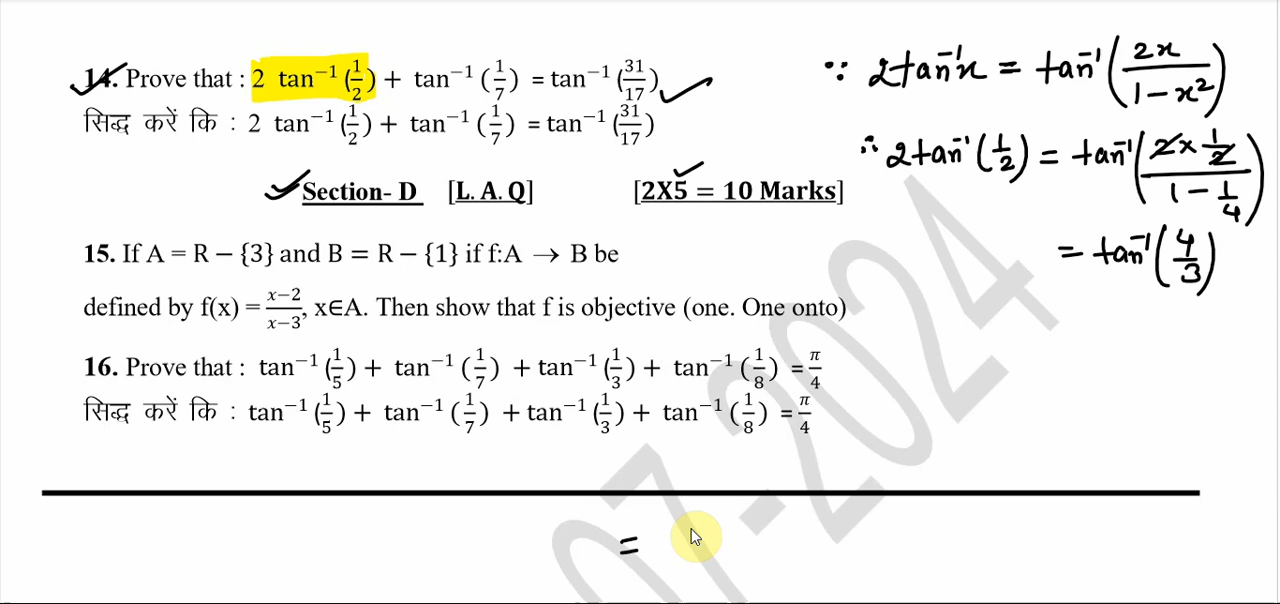 14. Prove that : 2 tan⁻¹(1/2) + tan⁻¹(1/7) = tan⁻¹(31/17)
सिद्ध करें कि : 2 tan⁻¹(1/2) + tan⁻¹(1/7) = tan⁻¹(31/17)
Section- D [L. A. Q] [2X5 = 10 Marks]
15. If A = R − {3} and B = R − {1} if f:A → B be
defined by f(x) = x−2/x−3, x∈A. Then show that f is objective (one. One onto)
16. Prove that : tan⁻¹(1/5) + tan⁻¹(1/7) + tan⁻¹(1/3) + tan⁻¹(1/8) = π/4
सिद्ध करें कि : tan⁻¹(1/5) + tan⁻¹(1/7) + tan⁻¹(1/3) + tan⁻¹(1/8) = π/4
∵ 2tan⁻¹x = tan⁻¹(2x/1−x²)
∴ 2tan⁻¹(1/2) = tan⁻¹(2×1/2/1−1/4)
= tan⁻¹(4/3)
=
07-2024